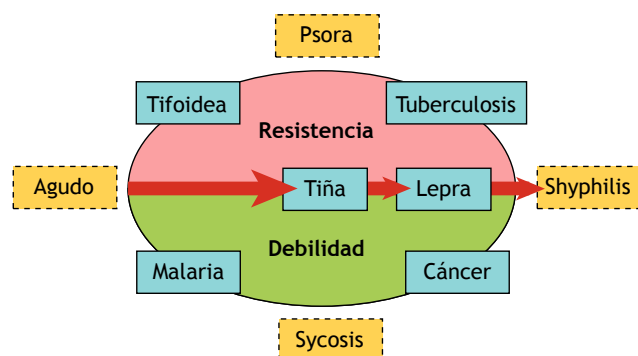 Psora
Tifoidea
Tuberculosis
Resistencia
Agudo
Tiña
Lepra
Shyphilis
Debilidad
Malaria
Cáncer
Sycosis